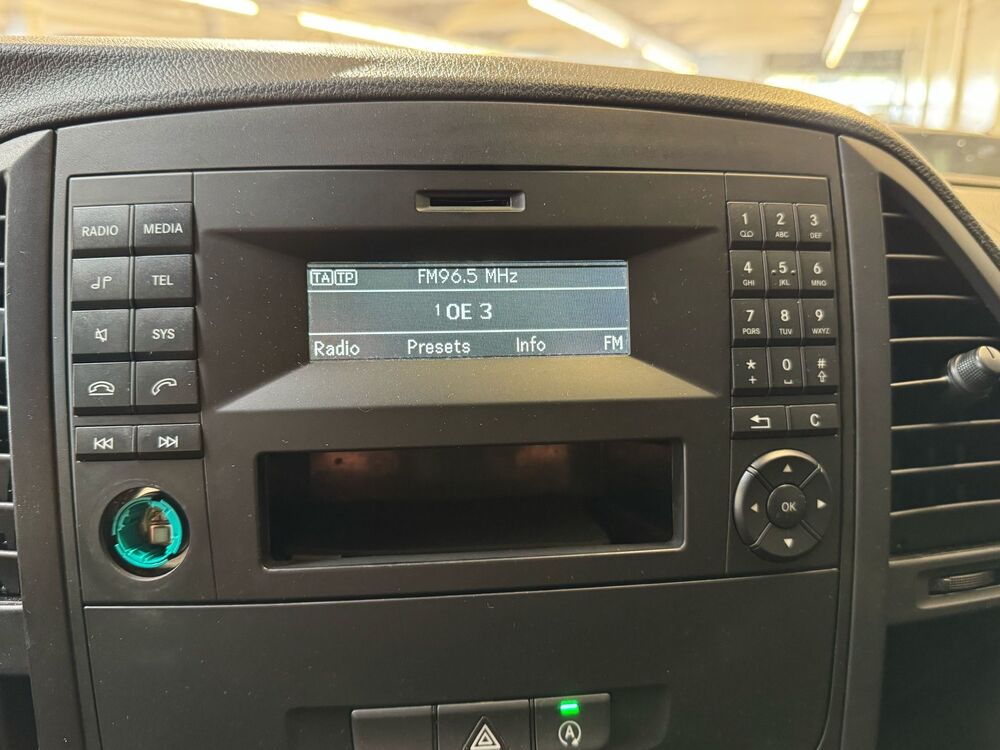 RADIO MEDIA
TEL
SYS
TA TP FM96.5 MHz
1 OE 3
Radio Presets Info FM
1 2 ABC 3 DEF
4 GHI 5 JKL 6 MNO
7 PQRS 8 TUV 9 WXYZ
* + 0 #
C
OK
A